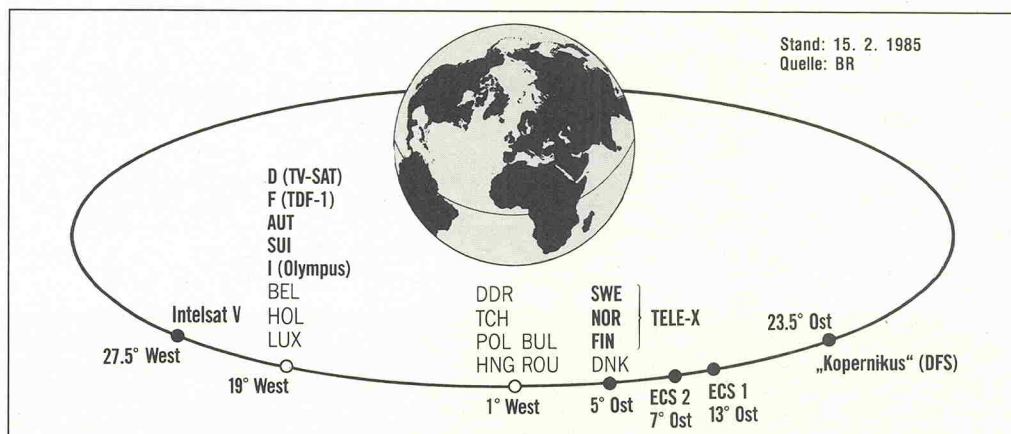 Stand: 15. 2. 1985
Quelle: BR
D (TV-SAT)
F (TDF-1)
AUT
SUI
I (Olympus)
BEL
HOL
LUX
Intelsat V
27.5° West
19° West
DDR
TCH
POL BUL
HNG ROU
1° West
SWE
NOR
FIN
DNK
TELE-X
5° Ost
ECS 2
7° Ost
ECS 1
13° Ost
23.5° Ost
„Kopernikus“ (DFS)